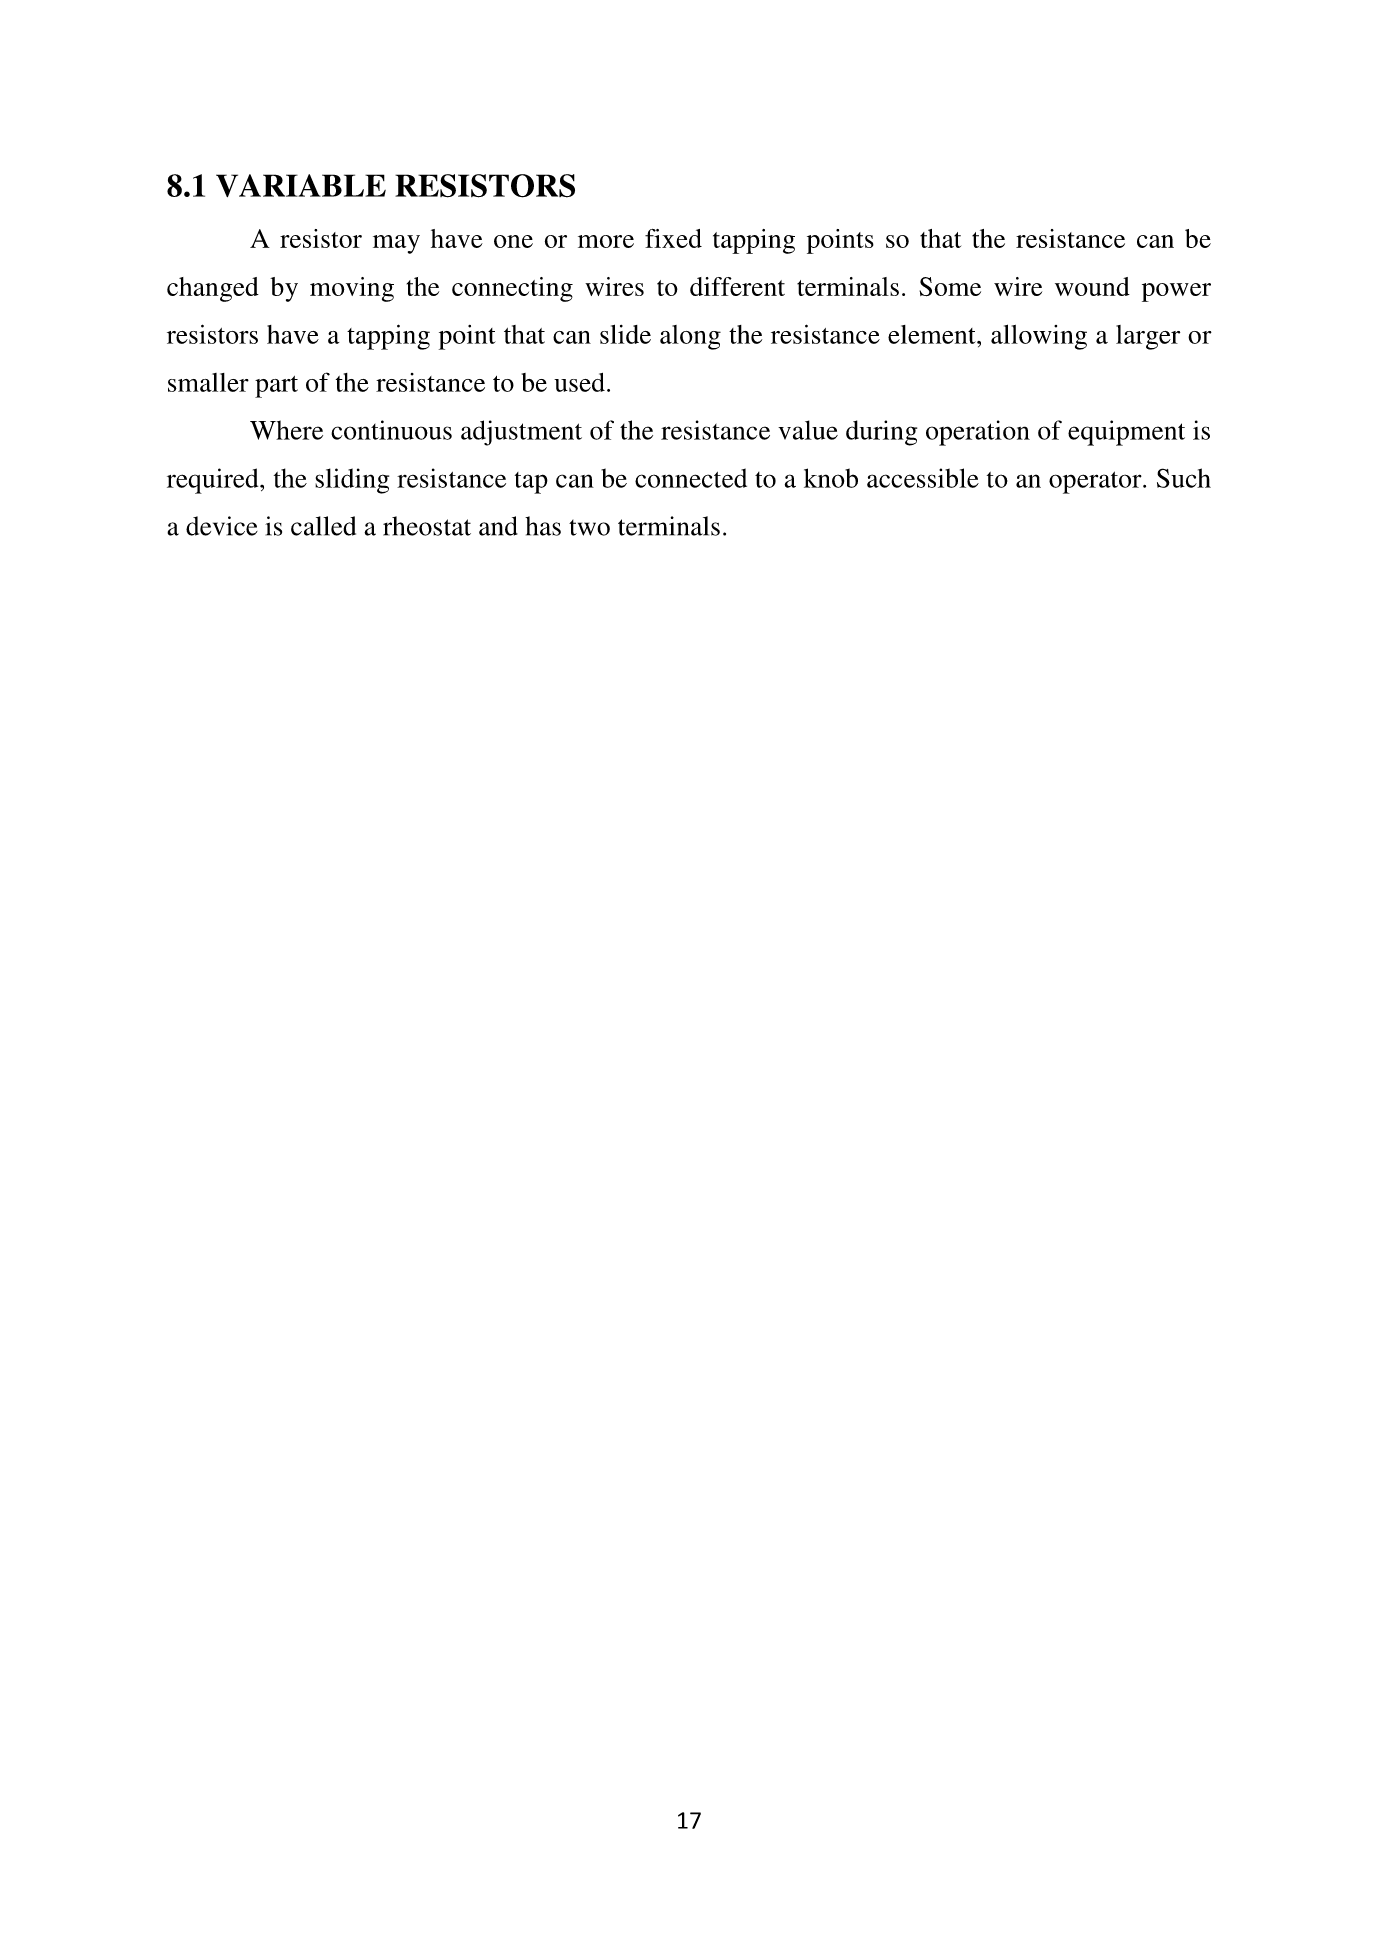 8.1 VARIABLE RESISTORS
A resistor may have one or more fixed tapping points so that the resistance can be
changed by moving the connecting wires to different terminals. Some wire wound power
resistors have a tapping point that can slide along the resistance element, allowing a larger or
smaller part of the resistance to be used.
Where continuous adjustment of the resistance value during operation of equipment is
required, the sliding resistance tap can be connected to a knob accessible to an operator. Such
a device is called a rheostat and has two terminals.
17